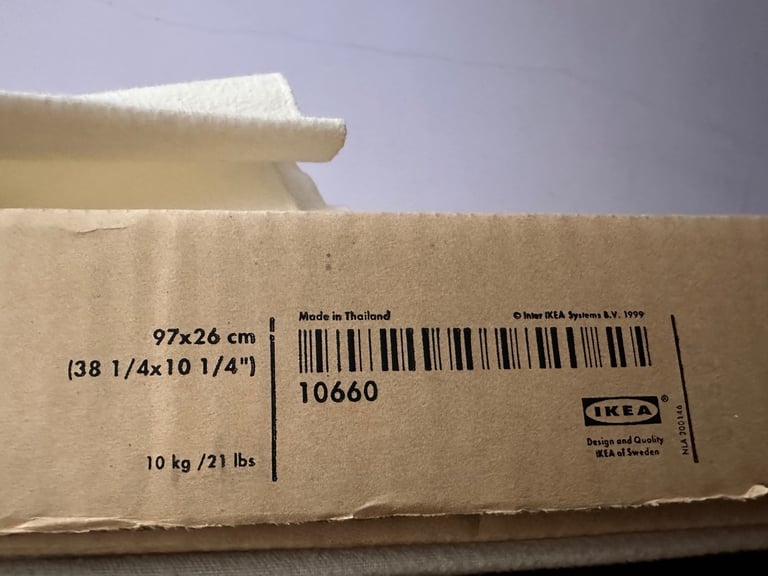 97x26 cm
(38 1/4x10 1/4")
10 kg /21 lbs
Made in Thailand
© Inter IKEA Systems B.V. 1999
10660
IKEA®
Design and Quality
IKEA of Sweden
NLA 200146